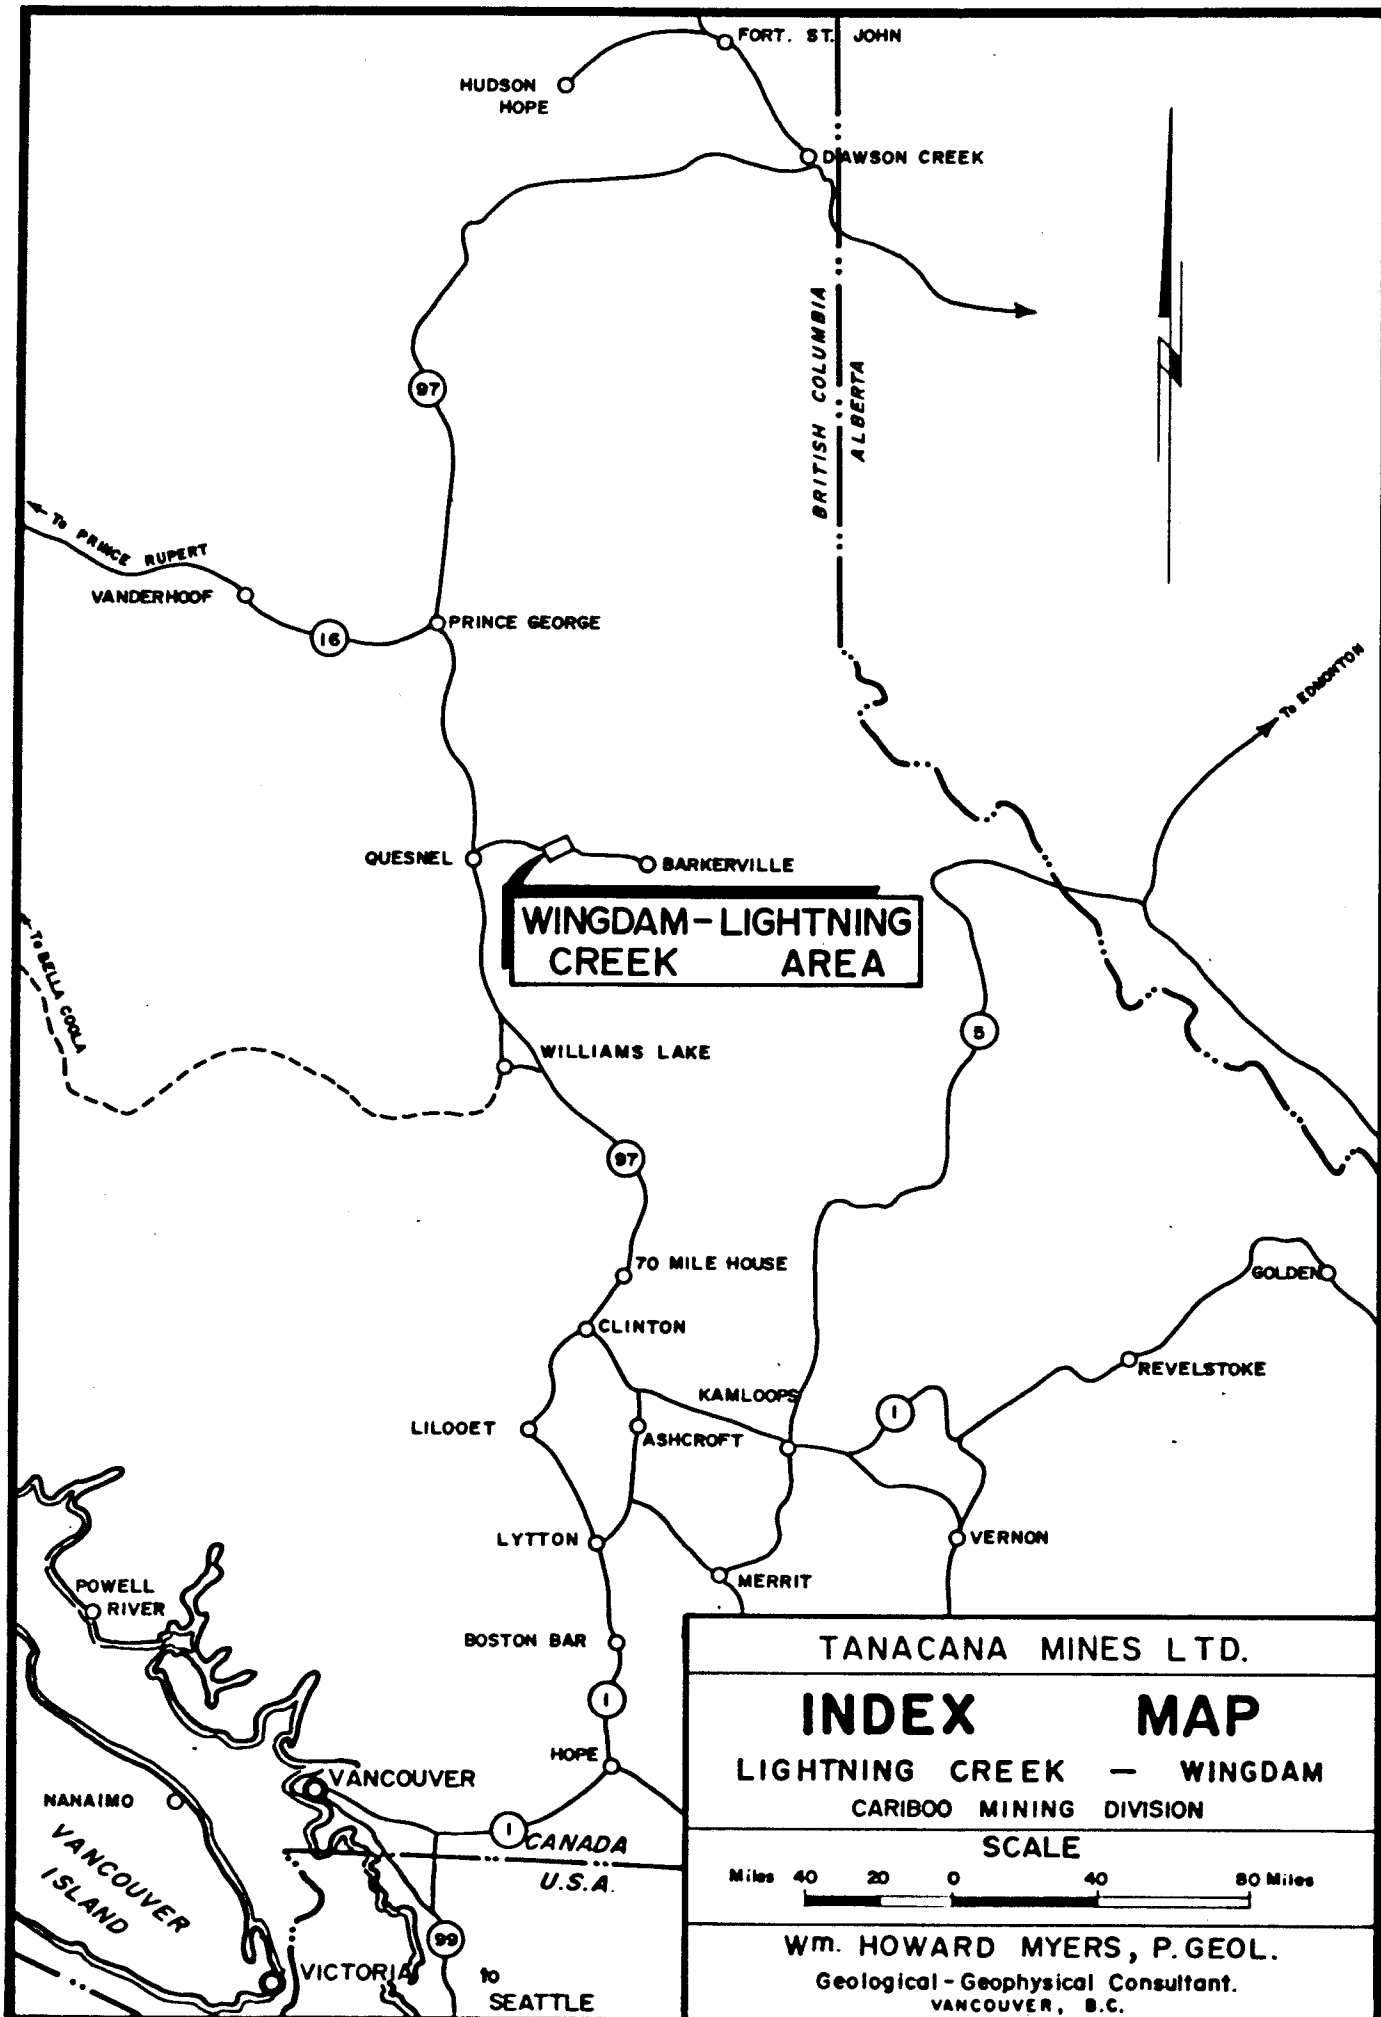 FORT. ST. JOHN
HUDSON
HOPE
DAWSON CREEK
BRITISH COLUMBIA
ALBERTA
97
To PRINCE RUPERT
VANDERHOOF
16
PRINCE GEORGE
To EDMONTON
QUESNEL
BARKERVILLE
WINGDAM-LIGHTNING
CREEK AREA
To BELLA COOLA
5
WILLIAMS LAKE
97
70 MILE HOUSE
GOLDEN
CLINTON
REVELSTOKE
KAMLOOPS
1
LILOOET
ASHCROFT
LYTTON
VERNON
MERRIT
POWELL
RIVER
BOSTON BAR
1
HOPE
VANCOUVER
NANAIMO
1
CANADA
U.S.A.
VANCOUVER
ISLAND
99
VICTORIA
to
SEATTLE
TANACANA MINES LTD.
INDEX MAP
LIGHTNING CREEK — WINGDAM
CARIBOO MINING DIVISION
SCALE
Miles 40 20 0 40 80 Miles
Wm. HOWARD MYERS, P. GEOL.
Geological - Geophysical Consultant.
VANCOUVER, B.C.